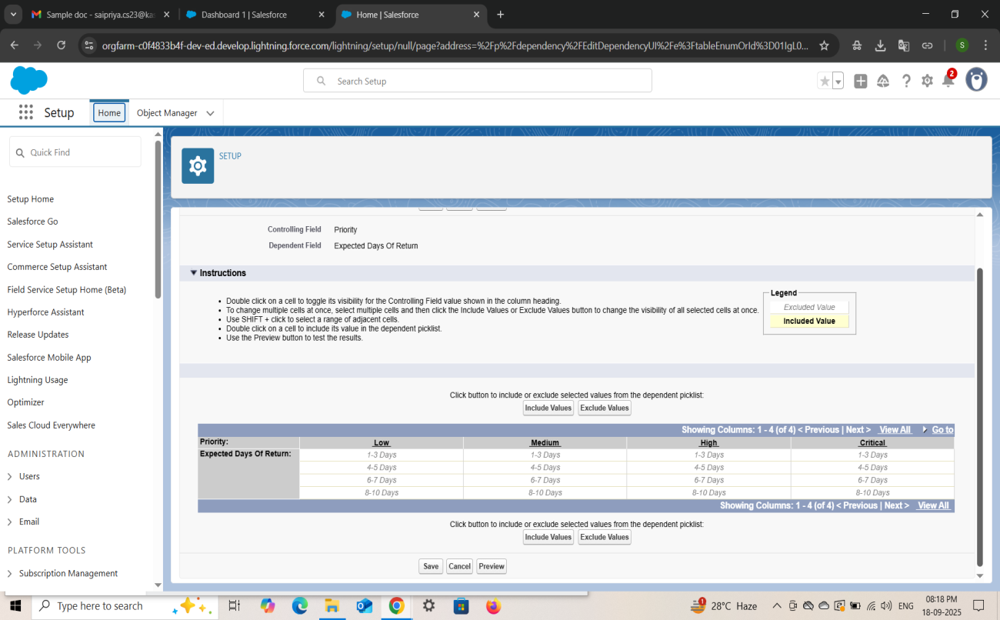 Sample doc - saipriya.cs23@ka
Dashboard 1 | Salesforce
Home | Salesforce
orgfarm-c0f4833b4f-dev-ed.develop.lightning.force.com/lightning/setup/null/page?address=%2Fp%2Fdependency%2FEditDependencyUI%2Fe%3FtableEnumOrId%3D01IgL0...
S
Search Setup
2
Setup
Home
Object Manager
Quick Find
SETUP
Setup Home
Salesforce Go
Service Setup Assistant
Commerce Setup Assistant
Field Service Setup Home (Beta)
Hyperforce Assistant
Release Updates
Salesforce Mobile App
Lightning Usage
Optimizer
Sales Cloud Everywhere
ADMINISTRATION
Users
Data
Email
PLATFORM TOOLS
Subscription Management
Controlling Field Priority
Dependent Field Expected Days Of Return
Instructions
• Double click on a cell to toggle its visibility for the Controlling Field value shown in the column heading.
• To change multiple cells at once, select multiple cells and then click the Include Values or Exclude Values button to change the visibility of all selected cells at once.
• Use SHIFT + click to select a range of adjacent cells.
• Double click on a cell to include its value in the dependent picklist.
• Use the Preview button to test the results.
Legend
Excluded Value
Included Value
Click button to include or exclude selected values from the dependent picklist:
Include Values Exclude Values
Showing Columns: 1 - 4 (of 4) < Previous | Next > View All Go to
Priority: Low Medium High Critical
Expected Days Of Return: 1-3 Days 1-3 Days 1-3 Days 1-3 Days
4-5 Days 4-5 Days 4-5 Days 4-5 Days
6-7 Days 6-7 Days 6-7 Days 6-7 Days
8-10 Days 8-10 Days 8-10 Days 8-10 Days
Showing Columns: 1 - 4 (of 4) < Previous | Next > View All
Click button to include or exclude selected values from the dependent picklist:
Include Values Exclude Values
Save Cancel Preview
Type here to search
1
28°C Haze
ENG
08:18 PM
18-09-2025